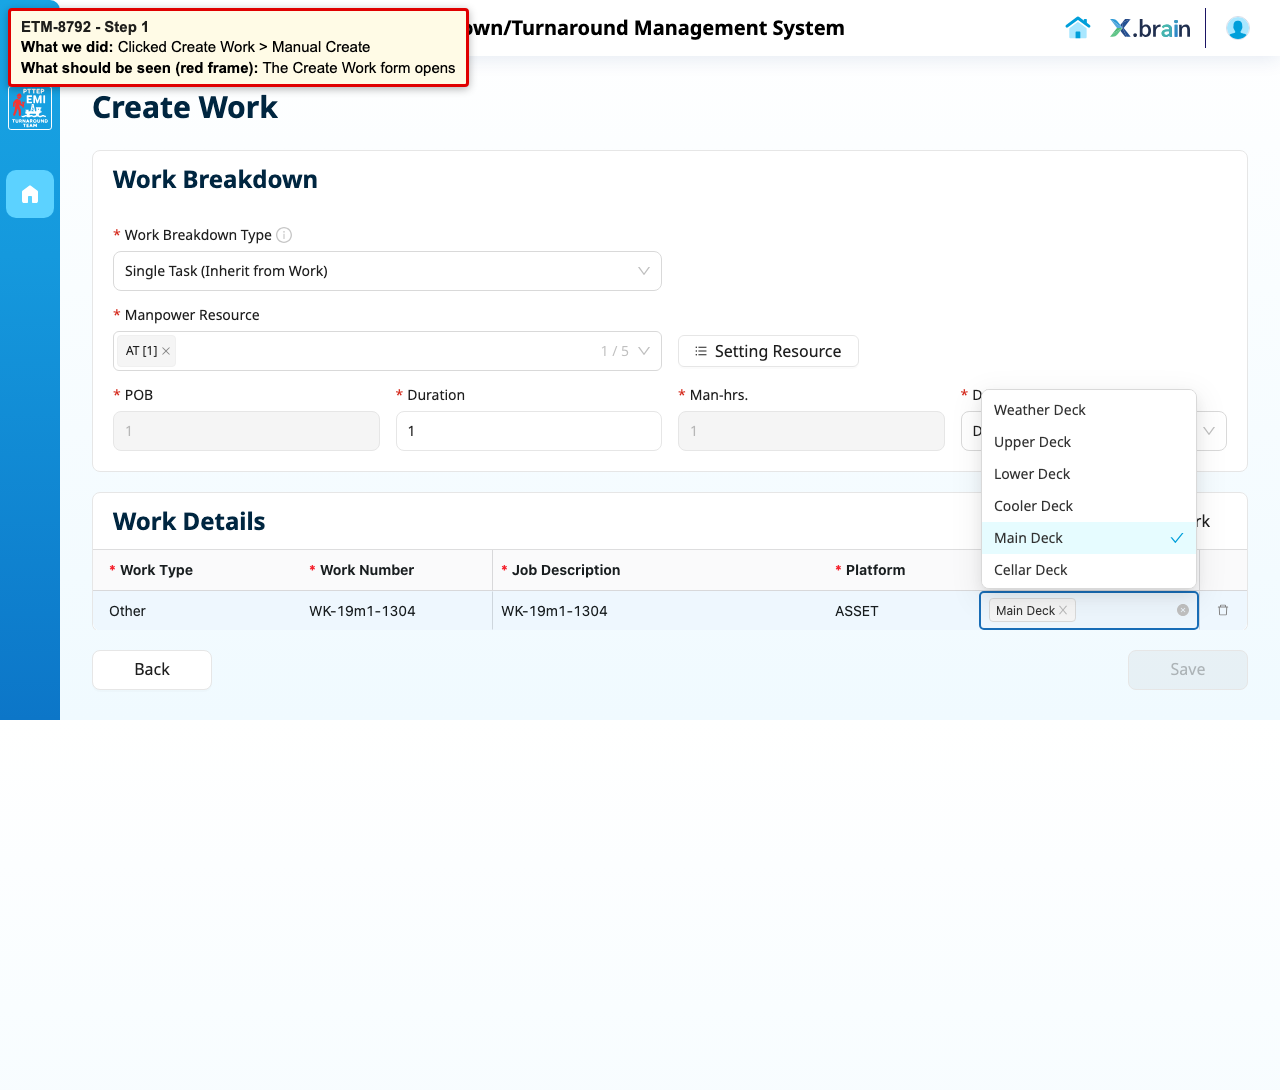 ETM-8792 - Step 1
What we did: Clicked Create Work > Manual Create
What should be seen (red frame): The Create Work form opens
own/Turnaround Management System
X.brain
PTTEP
EMI
TURNAROUND
TEAM
Create Work
Work Breakdown
* Work Breakdown Type
Single Task (Inherit from Work)
* Manpower Resource
AT [1]
1 / 5
Setting Resource
* POB
* Duration
* Man-hrs.
* D
1
1
1
D
Weather Deck
Upper Deck
Lower Deck
Cooler Deck
Main Deck
Cellar Deck
Work Details
rk
* Work Type
* Work Number
* Job Description
* Platform
Other
WK-19m1-1304
WK-19m1-1304
ASSET
Main Deck
Back
Save